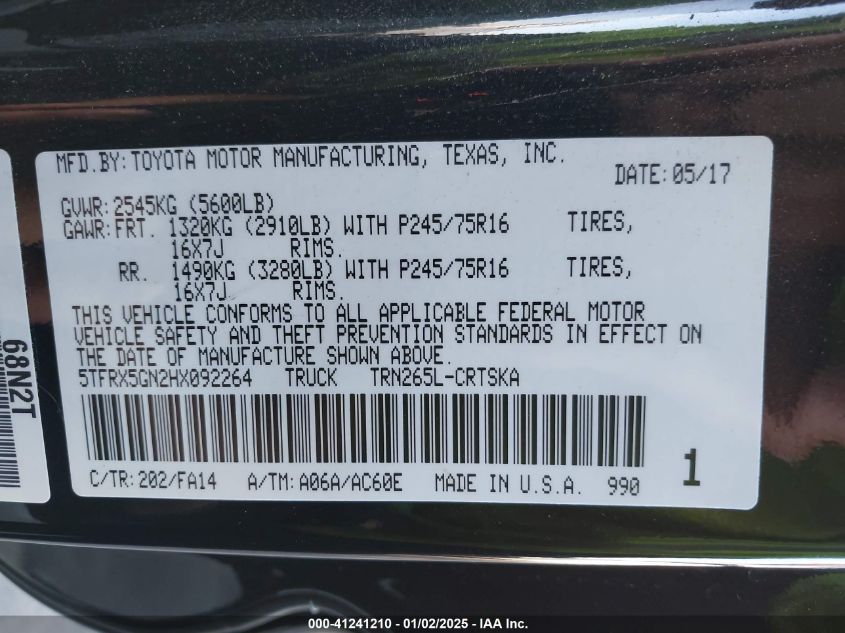 MFD.BY: TOYOTA MOTOR MANUFACTURING, TEXAS, INC.
DATE: 05/17
GVWR: 2545KG (5600LB)
GAWR: FRT. 1320KG (2910LB) WITH P245/75R16 TIRES,
16X7J RIMS.
RR. 1490KG (3280LB) WITH P245/75R16 TIRES,
16X7J RIMS.
THIS VEHICLE CONFORMS TO ALL APPLICABLE FEDERAL MOTOR
VEHICLE SAFETY AND THEFT PREVENTION STANDARDS IN EFFECT ON
THE DATE OF MANUFACTURE SHOWN ABOVE.
5TFRX5GN2HX092264 TRUCK TRN265L-CRTSKA
C/TR: 202/FA14 A/TM: A06A/AC60E MADE IN U.S.A. 990 1
68N2T
000-41241210 - 01/02/2025 - IAA Inc.